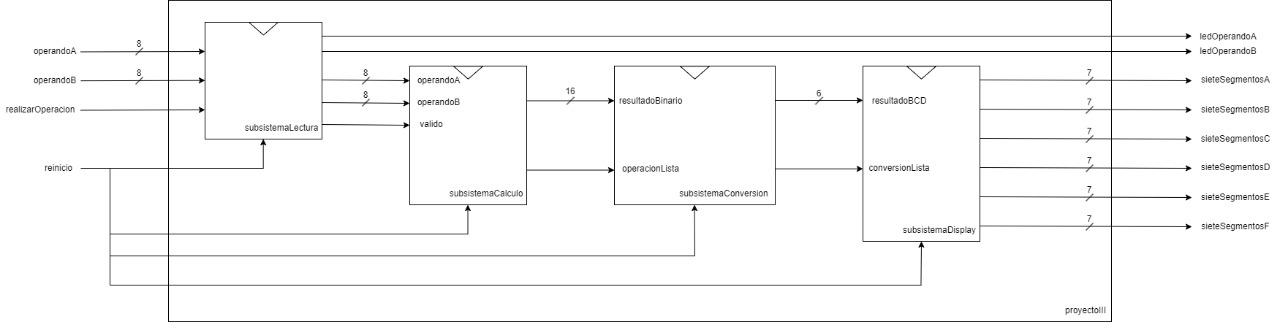 operandoA
8
ledOperandoA
ledOperandoB
operandoB
8
8
operandoA
7
sieteSegmentosA
realizarOperacion
8
operandoB
16
resultadoBinario
6
resultadoBCD
7
sieteSegmentosB
subsistemaLectura
valido
7
sieteSegmentosC
reinicio
operacionLista
conversionLista
7
sieteSegmentosD
subsistemaCalculo
subsistemaConversion
7
sieteSegmentosE
subsistemaDisplay
7
sieteSegmentosF
proyectoIII